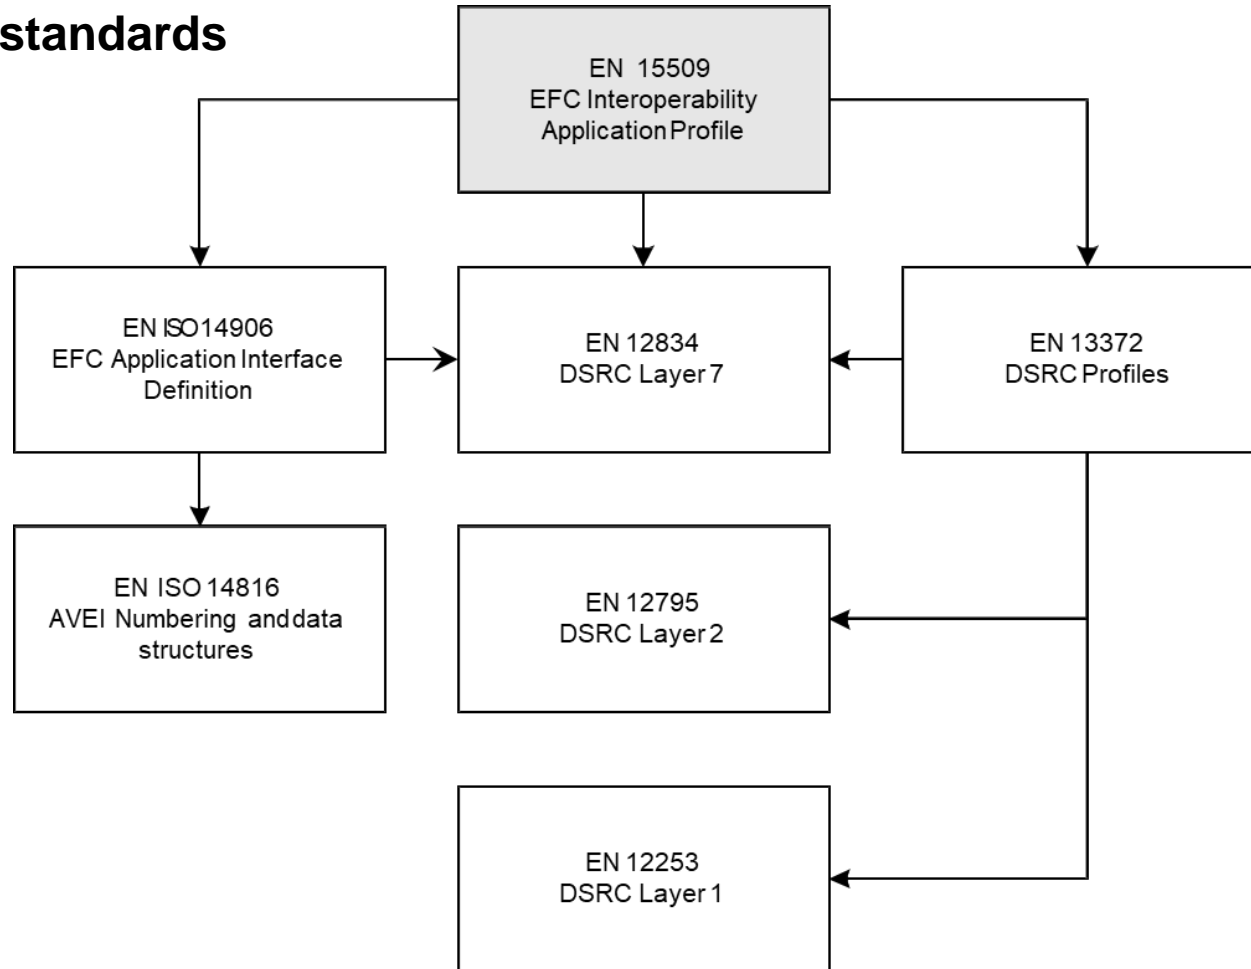 standards
EN 15509
EFC Interoperability
Application Profile
EN ISO 14906
EFC Application Interface
Definition
EN 12834
DSRC Layer 7
EN 13372
DSRC Profiles
EN ISO 14816
AVEI Numbering and data
structures
EN 12795
DSRC Layer 2
EN 12253
DSRC Layer 1